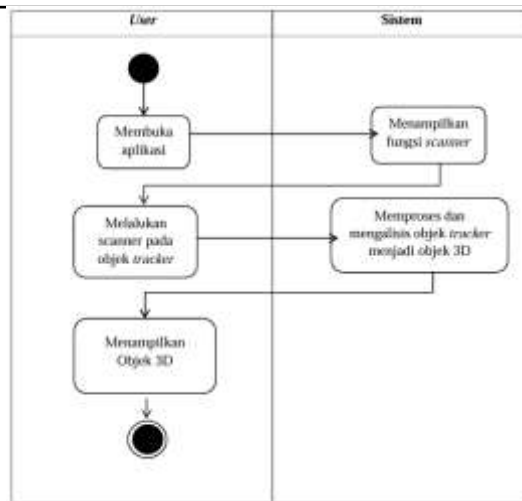 User
Sistem
Membuka
aplikasi
Menampilkan
fungsi scanner
Melalukan
scanner pada
objek tracker
Memproses dan
mengalisis objek tracker
menjadi objek 3D
Menampilkan
Objek 3D